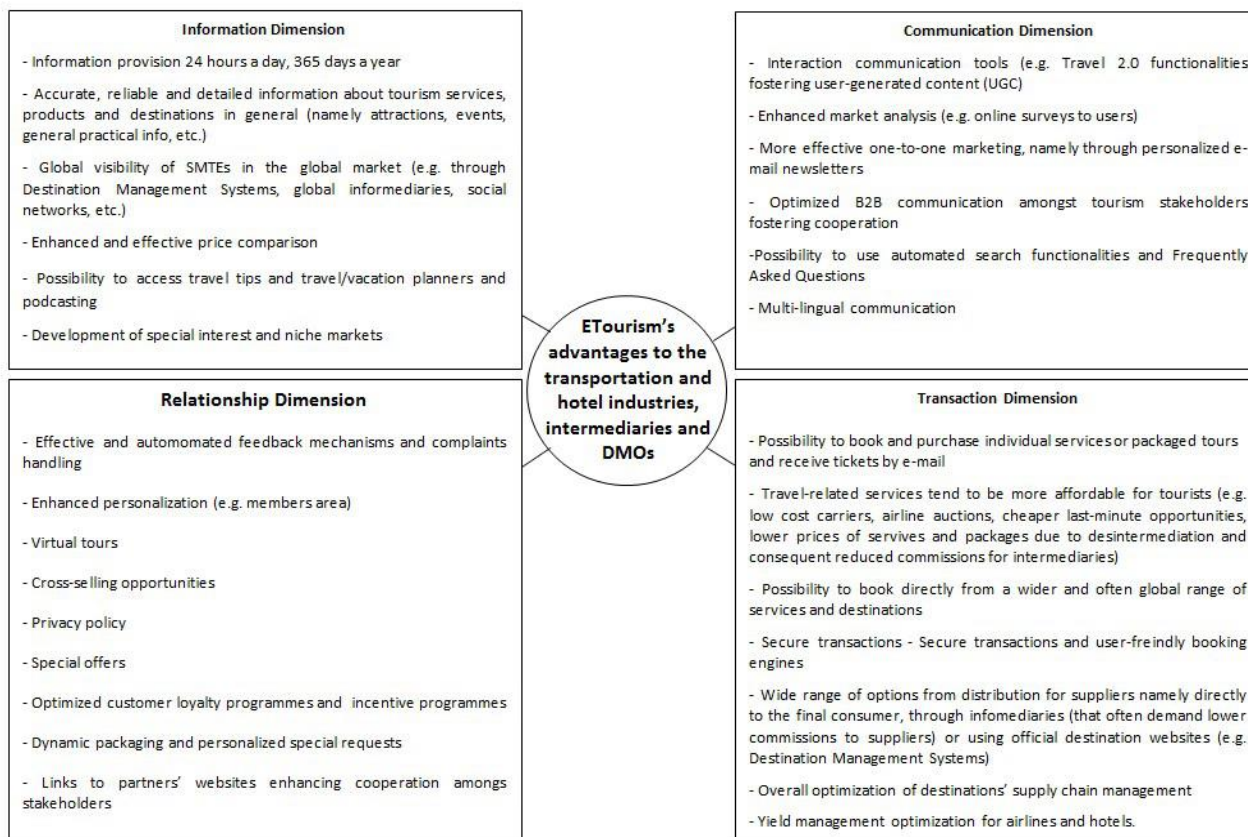 Information Dimension
- Information provision 24 hours a day, 365 days a year
- Accurate, reliable and detailed information about tourism services,
products and destinations in general (namely attractions, events,
general practical info, etc.)
- Global visibility of SMTEs in the global market (e.g. through
Destination Management Systems, global informediaries, social
networks, etc.)
- Enhanced and effective price comparison
- Possibility to access travel tips and travel/vacation planners and
podcasting
- Development of special interest and niche markets
Communication Dimension
- Interaction communication tools (e.g. Travel 2.0 functionalities
fostering user-generated content (UGC)
- Enhanced market analysis (e.g. online surveys to users)
- More effective one-to-one marketing, namely through personalized e-
mail newsletters
- Optimized B2B communication amongst tourism stakeholders
fostering cooperation
-Possibility to use automated search functionalities and Frequently
Asked Questions
- Multi-lingual communication
ETourism's
advantages to the
transportation and
hotel industries,
intermediaries and
DMOs
Relationship Dimension
- Effective and automomated feedback mechanisms and complaints
handling
- Enhanced personalization (e.g. members area)
- Virtual tours
- Cross-selling opportunities
- Privacy policy
- Special offers
- Optimized customer loyalty programmes and incentive programmes
- Dynamic packaging and personalized special requests
- Links to partners' websites enhancing cooperation amongs
stakeholders
Transaction Dimension
- Possibility to book and purchase individual services or packaged tours
and receive tickets by e-mail
- Travel-related services tend to be more affordable for tourists (e.g.
low cost carriers, airline auctions, cheaper last-minute opportunities,
lower prices of servives and packages due to desintermediation and
consequent reduced commissions for intermediaries)
- Possibility to book directly from a wider and often global range of
services and destinations
- Secure transactions - Secure transactions and user-freindly booking
engines
- Wide range of options from distribution for suppliers namely directly
to the final consumer, through infomediaries (that often demand lower
commissions to suppliers) or using official destination websites (e.g.
Destination Management Systems)
- Overall optimization of destinations' supply chain management
- Yield management optimization for airlines and hotels.